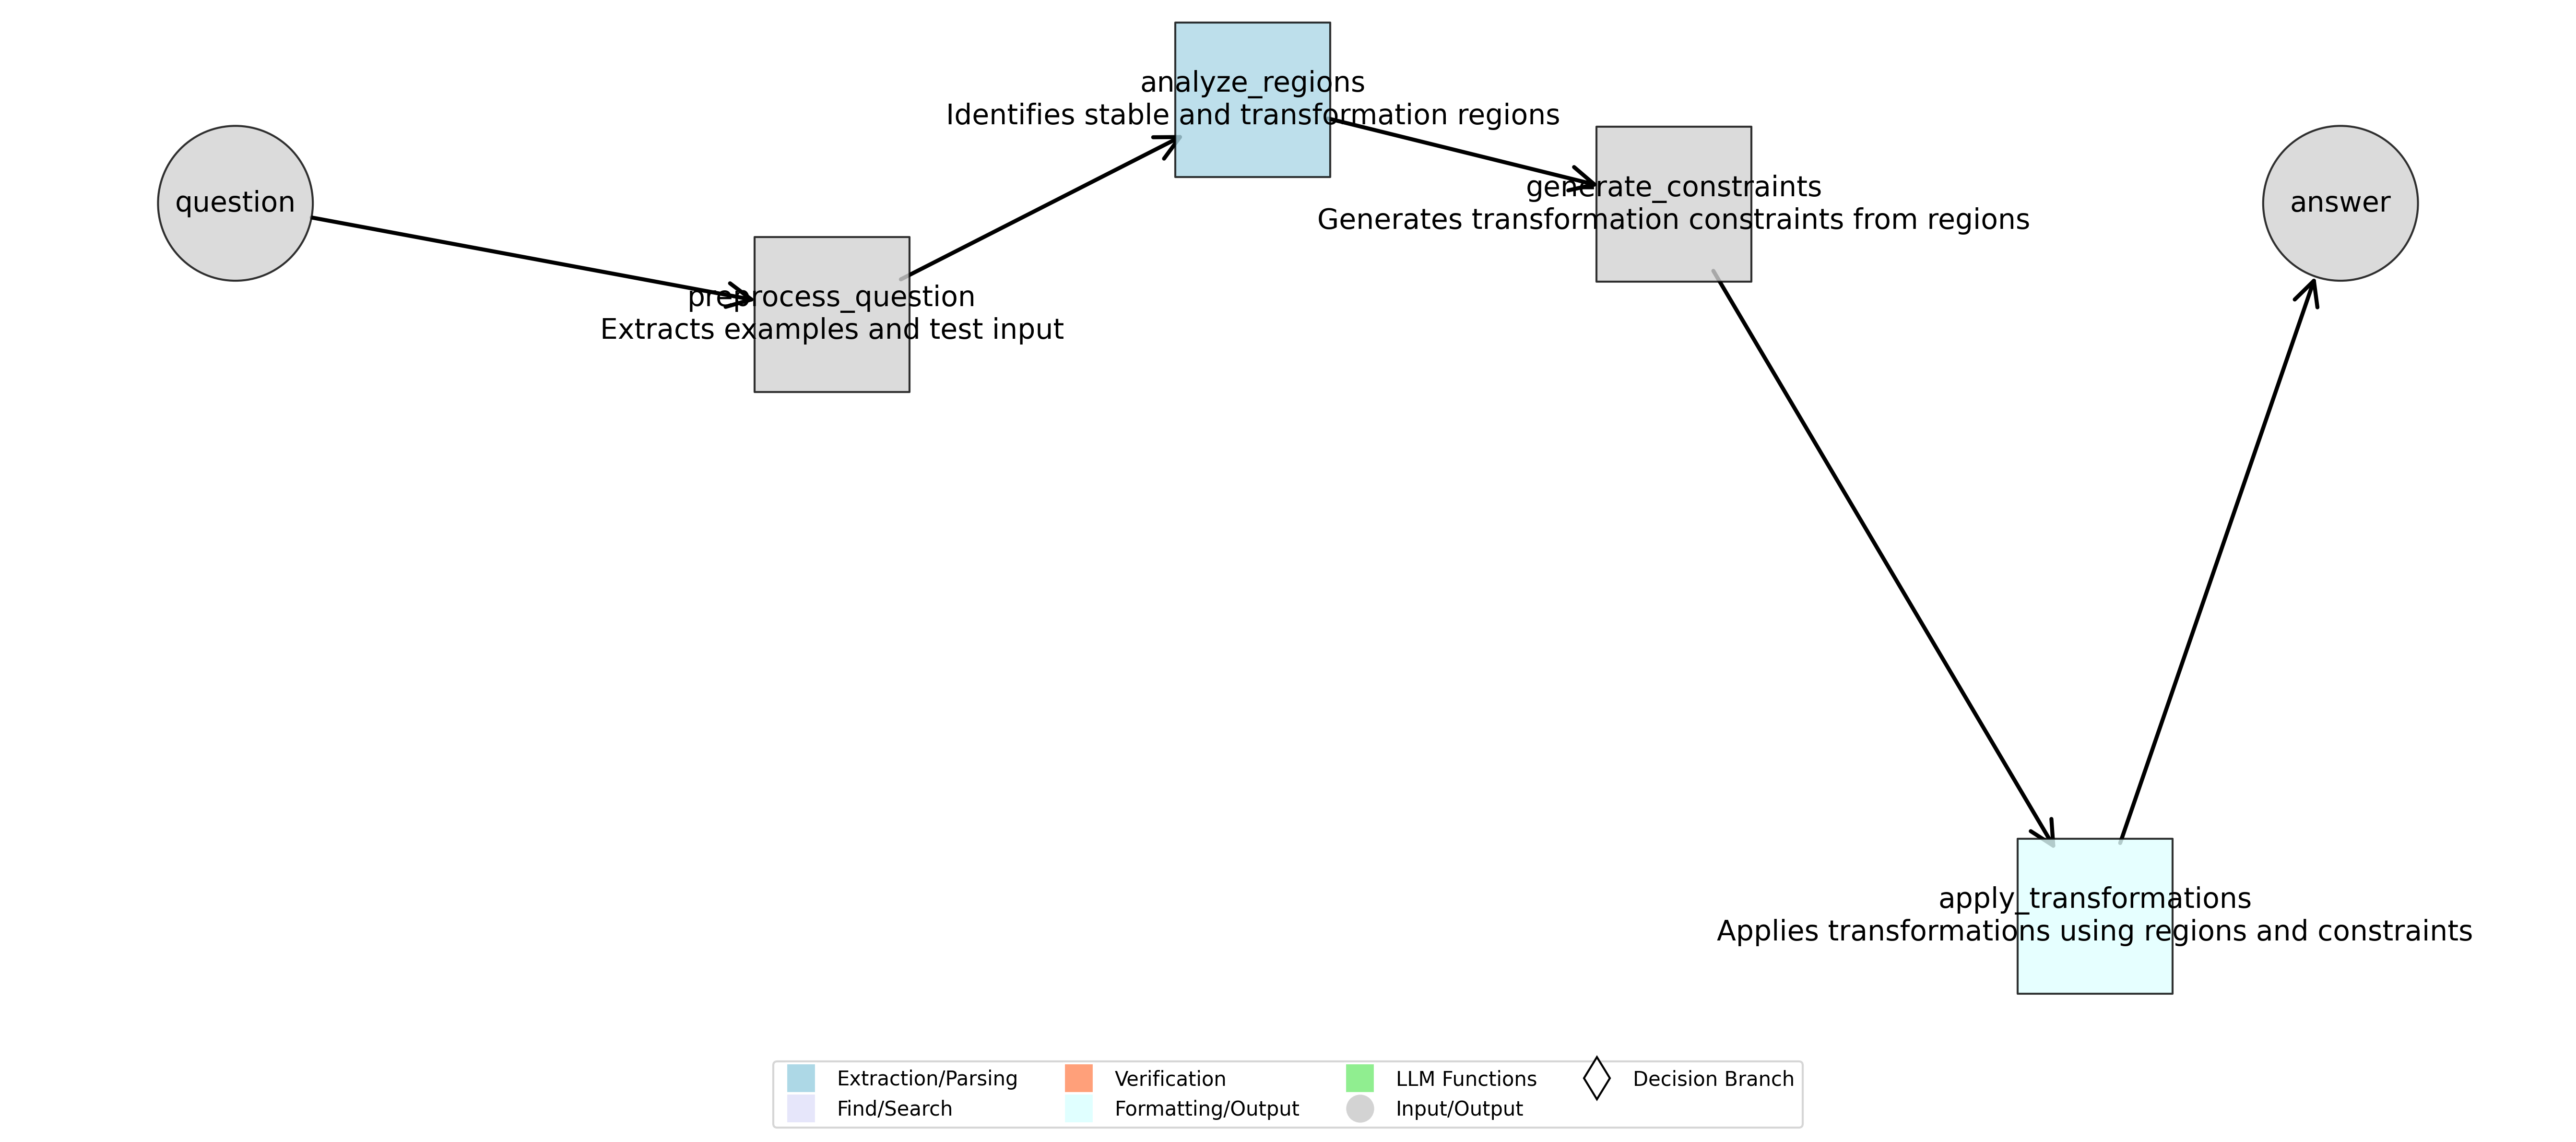 question
preprocess_question
Extracts examples and test input
analyze_regions
Identifies stable and transformation regions
generate_constraints
Generates transformation constraints from regions
apply_transformations
Applies transformations using regions and constraints
answer
Extraction/Parsing
Find/Search
Verification
Formatting/Output
LLM Functions
Input/Output
Decision Branch